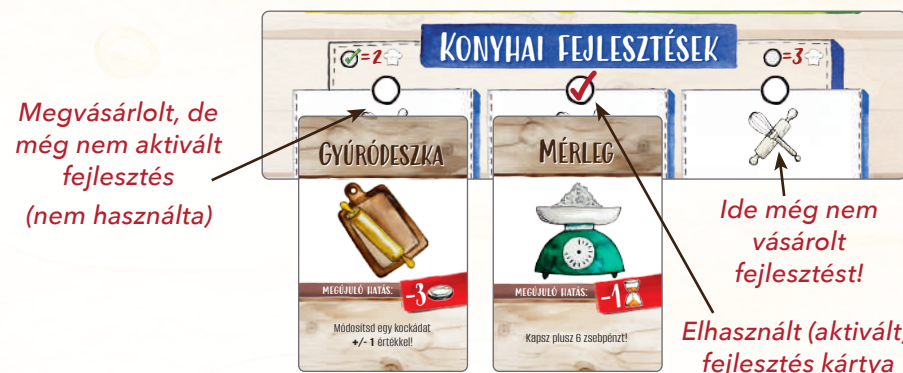 KONYHAI FEJLESZTÉSEK
=2
=3
Megvásárlolt, de
még nem aktivált
fejlesztés
(nem használta)
GYÚRÓDESZKA
MEGÚJULÓ HATÁS:
-3
Módosítsd egy kockádat
+/- 1 értékkel!
MÉRLEG
MEGÚJULÓ HATÁS:
-1
Kapsz plusz 6 zsebpénzt!
Ide még nem
vásárolt
fejlesztést!
Elhasznált (aktivált)
fejlesztés kártya